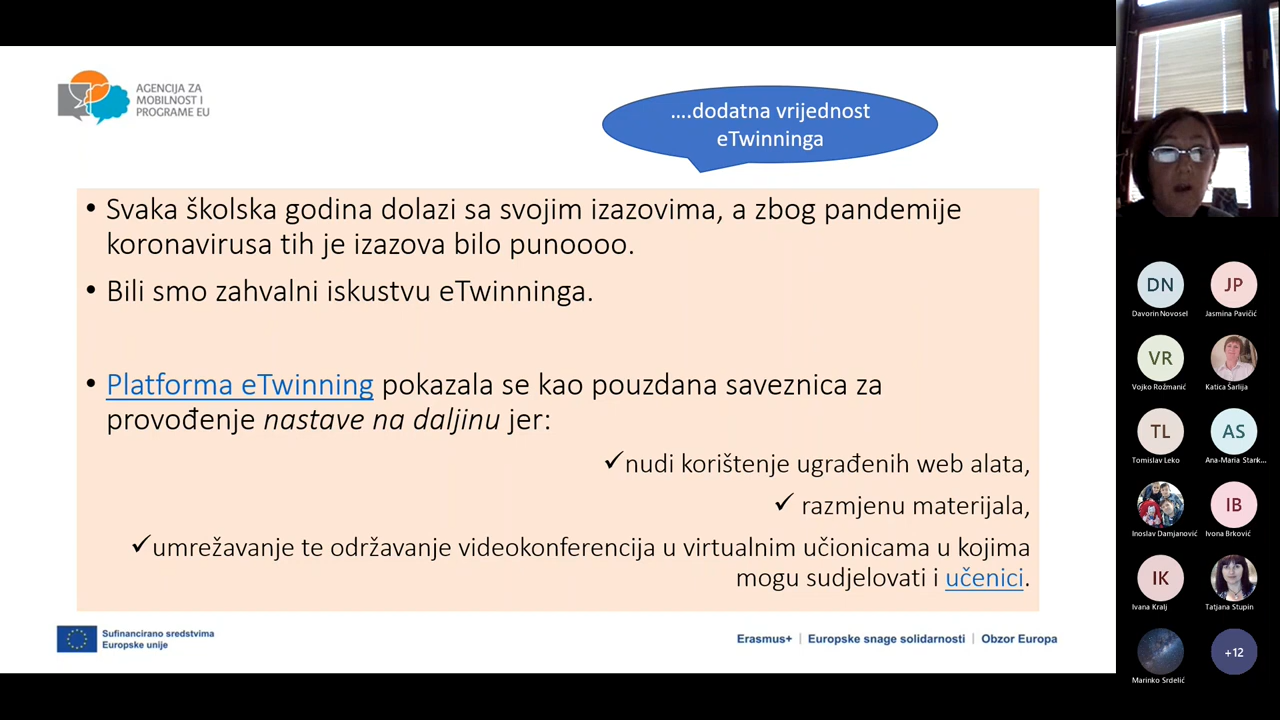 AGENCIJA ZA
MOBILNOST I
PROGRAME EU
....dodatna vrijednost
eTwinninga
• Svaka školska godina dolazi sa svojim izazovima, a zbog pandemije
koronavirusa tih je izazova bilo punoooo.
• Bili smo zahvalni iskustvu eTwinninga.
• Platforma eTwinning pokazala se kao pouzdana saveznica za
provođenje nastave na daljinu jer:
✓nudi korištenje ugrađenih web alata,
✓ razmjenu materijala,
✓umrežavanje te održavanje videokonferencija u virtualnim učionicama u kojima
mogu sudjelovati i učenici.
Sufinancirano sredstvima
Europske unije
Erasmus+ | Europske snage solidarnosti | Obzor Europa
DN JP
Davorin Novosel Jasmina Pavičić
VR
Vojko Rožmanić Katica Šarlija
TL AS
Tomislav Leko Ana-Maria Stank...
IB
Inoslav Damjanović Ivona Brković
IK
Ivana Kralj Tatjana Stupin
+12
Marinko Srdelić